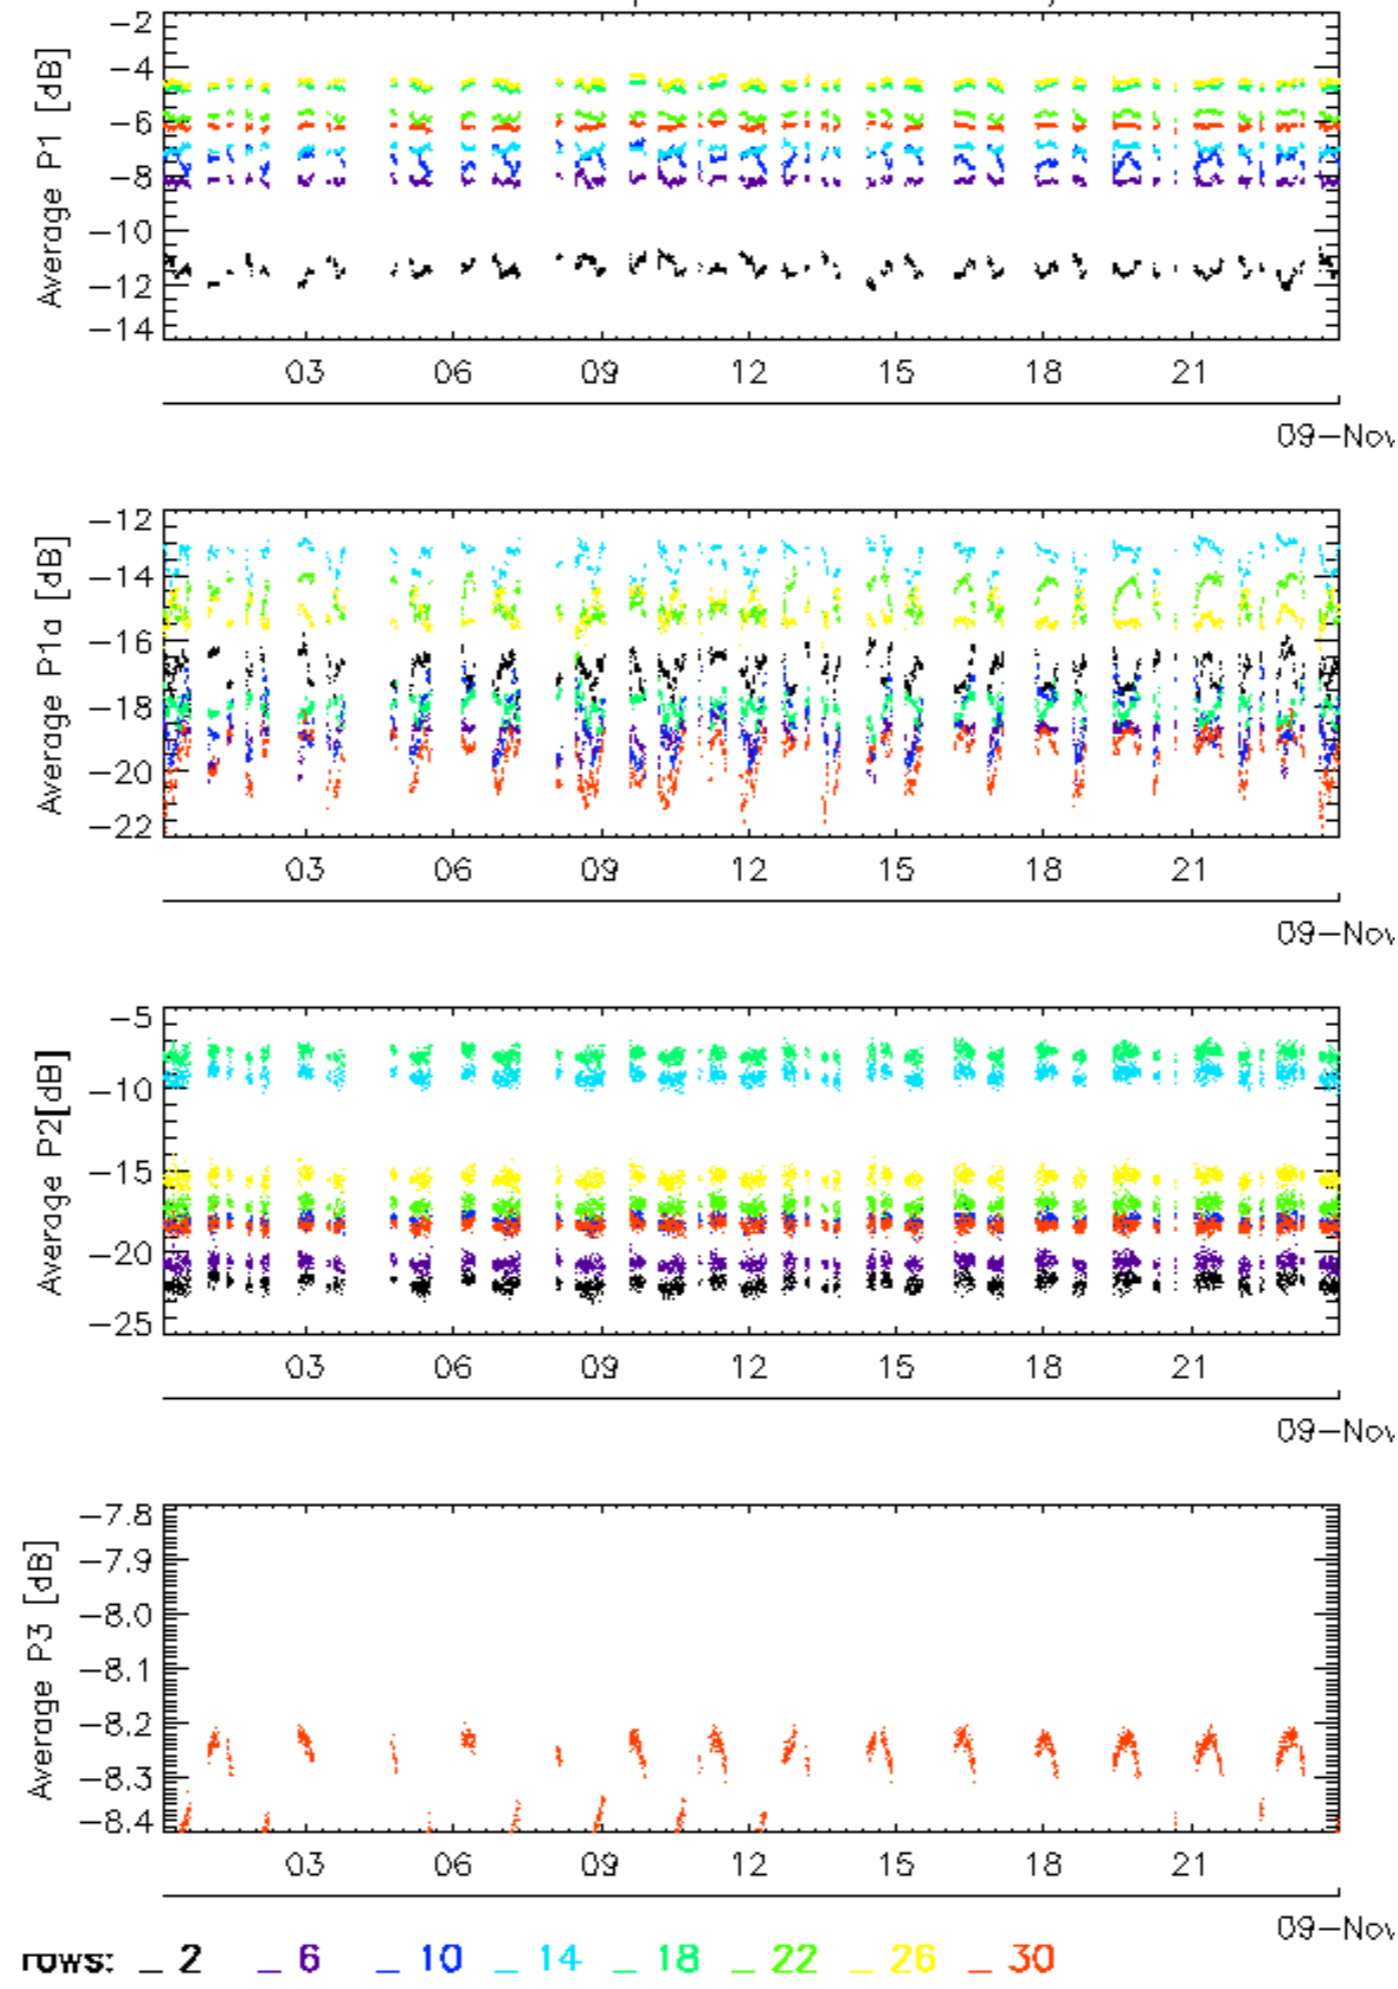 Average P1 [dB]
−2
−4
−6
−8
−10
−12
−14
03 06 09 12 15 18 21
09−Nov
Average P1a [dB]
−12
−14
−16
−18
−20
−22
03 06 09 12 15 18 21
09−Nov
Average P2[dB]
−5
−10
−15
−20
−25
03 06 09 12 15 18 21
09−Nov
Average P3 [dB]
−7.8
−7.9
−8.0
−8.1
−8.2
−8.3
−8.4
03 06 09 12 15 18 21
09−Nov
rows: _ 2 _ 6 _ 10 _ 14 _ 18 _ 22 _ 26 _ 30